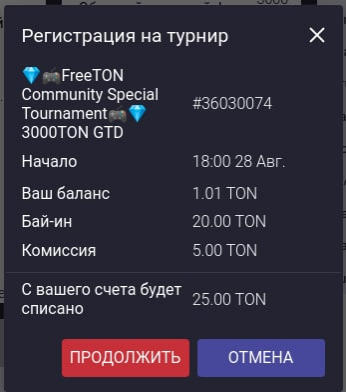 Регистрация на турнир
💎🎮FreeTON
Community Special
Tournament🎮💎
3000TON GTD
#36030074
Начало 18:00 28 Авг.
Ваш баланс 1.01 TON
Бай-ин 20.00 TON
Комиссия 5.00 TON
С вашего счета будет
списано
25.00 TON
ПРОДОЛЖИТЬ ОТМЕНА